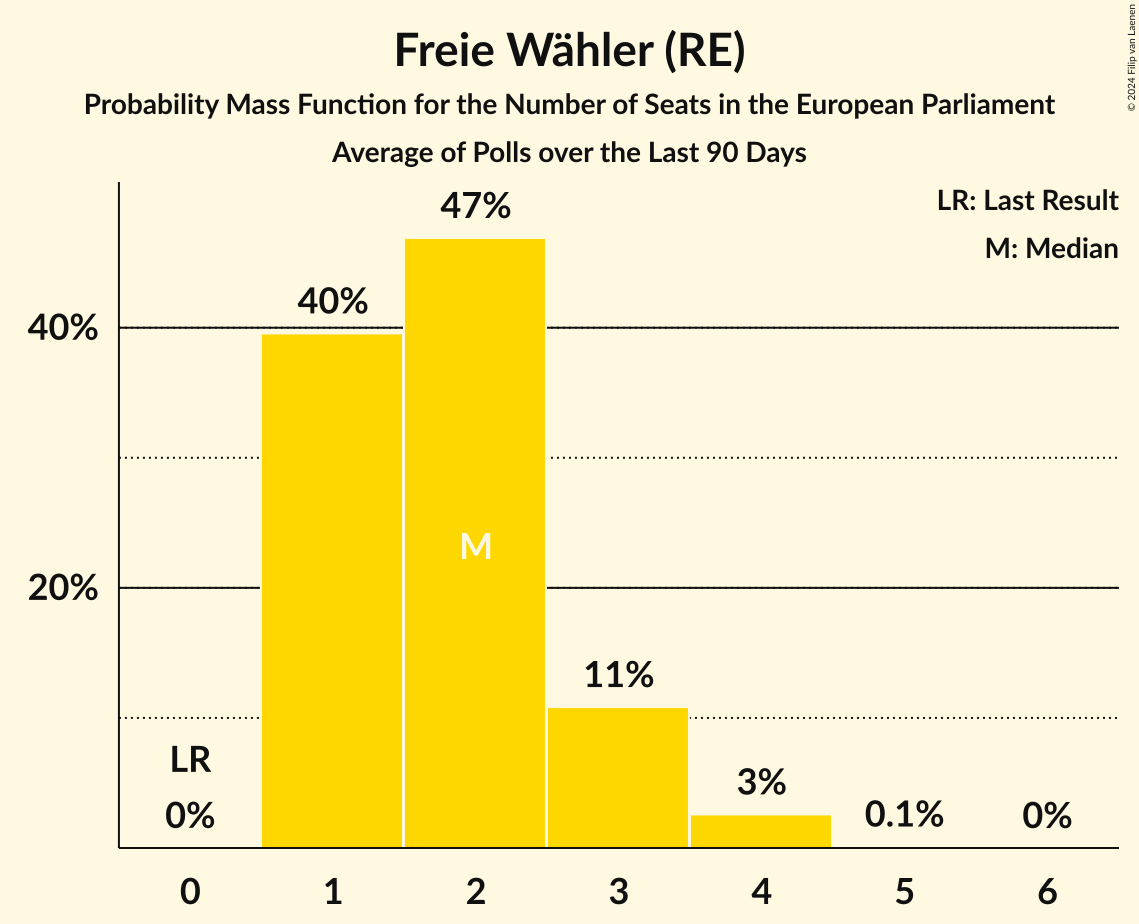 Freie Wähler (RE)
Probability Mass Function for the Number of Seats in the European Parliament
Average of Polls over the Last 90 Days
© 2024 Filip van Laenen
LR: Last Result
M: Median
47%
40%
40%
M
20%
11%
LR
3%
0%
0.1%
0%
0 1 2 3 4 5 6